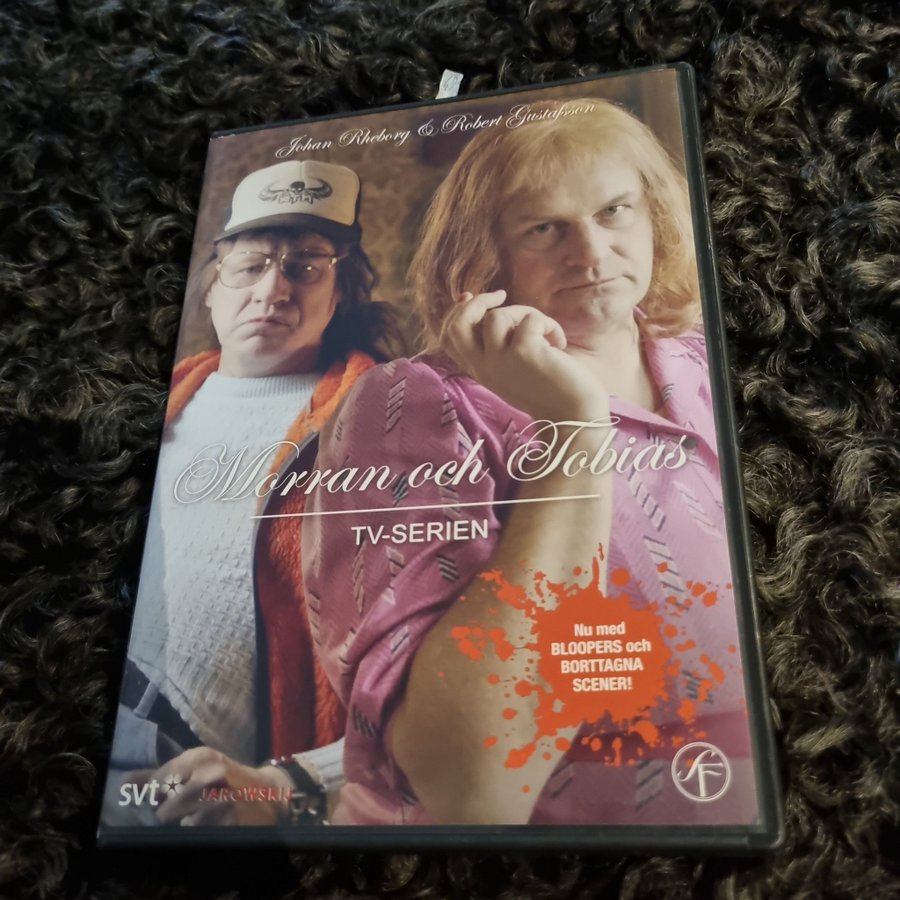 Johan Rheborg & Robert Gustafsson
Morran och Tobias
TV-SERIEN
Nu med
BLOOPERS och
BORTTAGNA
SCENER!
svt
JAROWSKIJ
SF